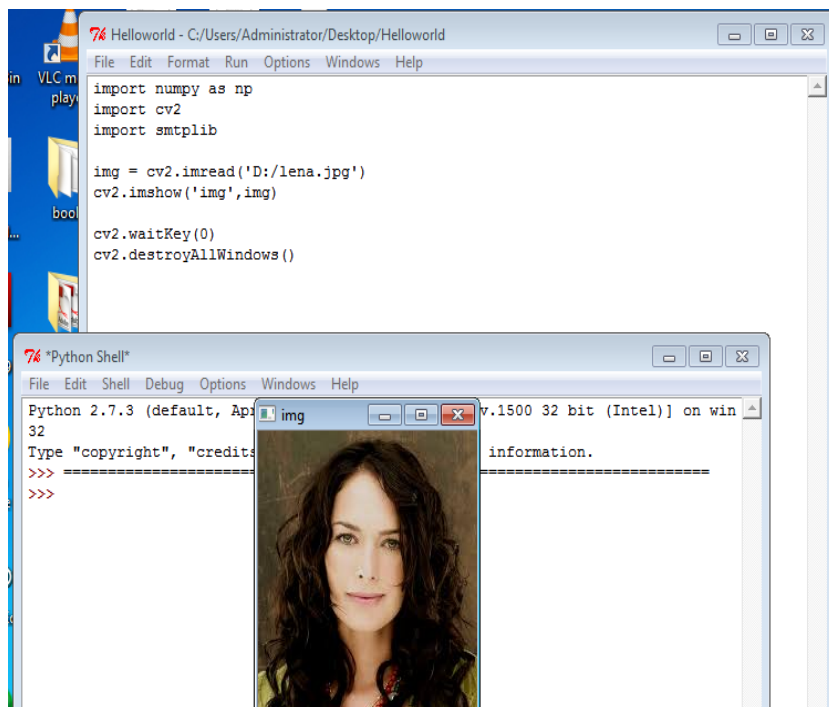 VLC m
play
boo
Helloworld - C:/Users/Administrator/Desktop/Helloworld
File Edit Format Run Options Windows Help
import numpy as np
import cv2
import smtplib
img = cv2.imread('D:/lena.jpg')
cv2.imshow('img',img)
cv2.waitKey(0)
cv2.destroyAllWindows()
*Python Shell*
File Edit Shell Debug Options Windows Help
Python 2.7.3 (default, Ap v.1500 32 bit (Intel)] on win
32
Type "copyright", "credits information.
>>> ================================ ================================
>>>
img